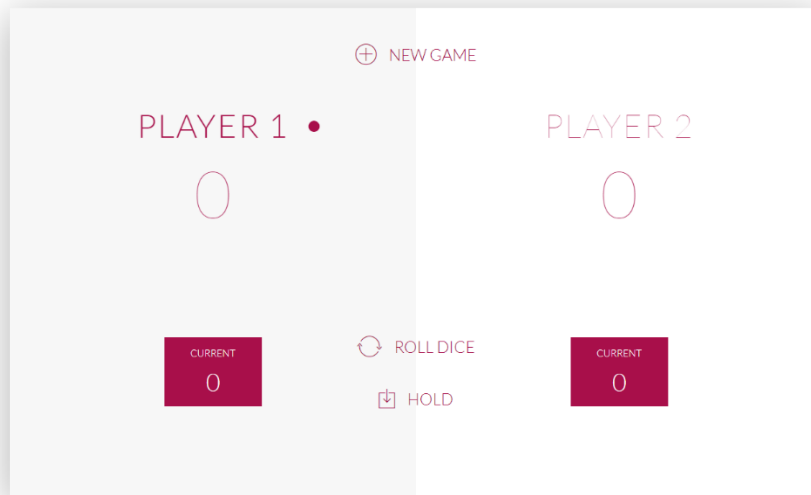 NEW GAME
PLAYER 1
PLAYER 2
0
0
ROLL DICE
CURRENT
0
CURRENT
0
HOLD